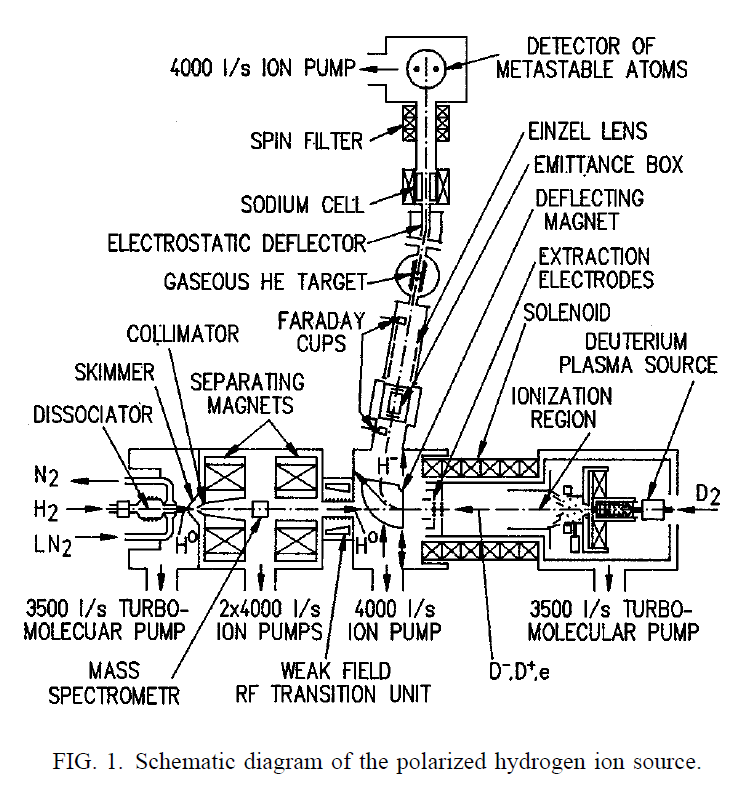 4000 l/s ION PUMP
DETECTOR OF
METASTABLE ATOMS
SPIN FILTER
EINZEL LENS
EMITTANCE BOX
SODIUM CELL
DEFLECTING
MAGNET
ELECTROSTATIC DEFLECTOR
EXTRACTION
ELECTRODES
GASEOUS HE TARGET
SOLENOID
FARADAY
CUPS
COLLIMATOR
DEUTERIUM
PLASMA SOURCE
SKIMMER
SEPARATING
MAGNETS
IONIZATION
REGION
DISSOCIATOR
N2
H⁻
H2
D2
LN2
H⁰
H⁰
3500 l/s TURBO-
MOLECUAR PUMP
2x4000 l/s
ION PUMPS
4000 l/s
ION PUMP
3500 l/s TURBO-
MOLECULAR PUMP
MASS
SPECTROMETR
WEAK FIELD
RF TRANSITION UNIT
D⁻,D⁺,e
FIG. 1. Schematic diagram of the polarized hydrogen ion source.